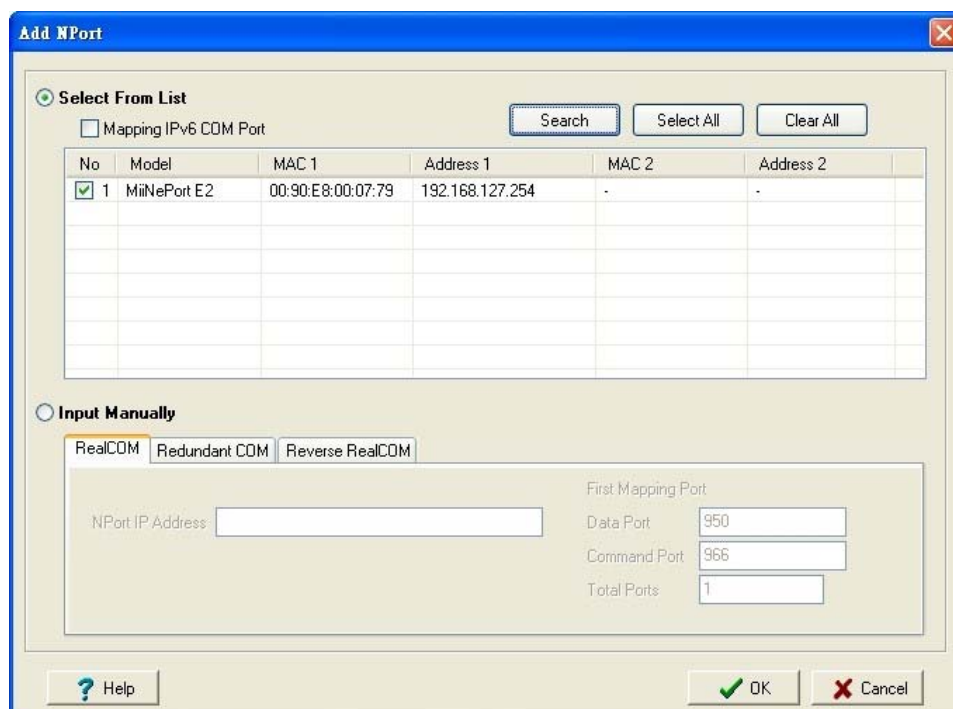 Add NPort
Select From List
Mapping IPv6 COM Port
Search Select All Clear All
No Model MAC 1 Address 1 MAC 2 Address 2
1 MiiNePort E2 00:90:E8:00:07:79 192.168.127.254 - -
Input Manually
RealCOM Redundant COM Reverse RealCOM
First Mapping Port
NPort IP Address Data Port 950
Command Port 966
Total Ports 1
? Help OK Cancel